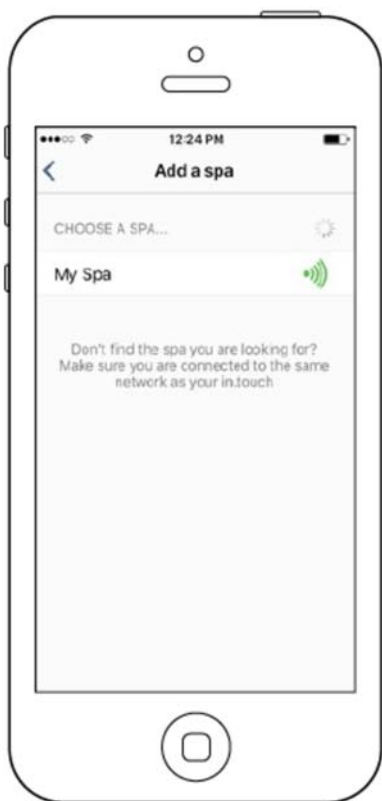 12:24 PM
Add a spa
CHOOSE A SPA...
My Spa
Don't find the spa you are looking for?
Make sure you are connected to the same
network as your in.touch